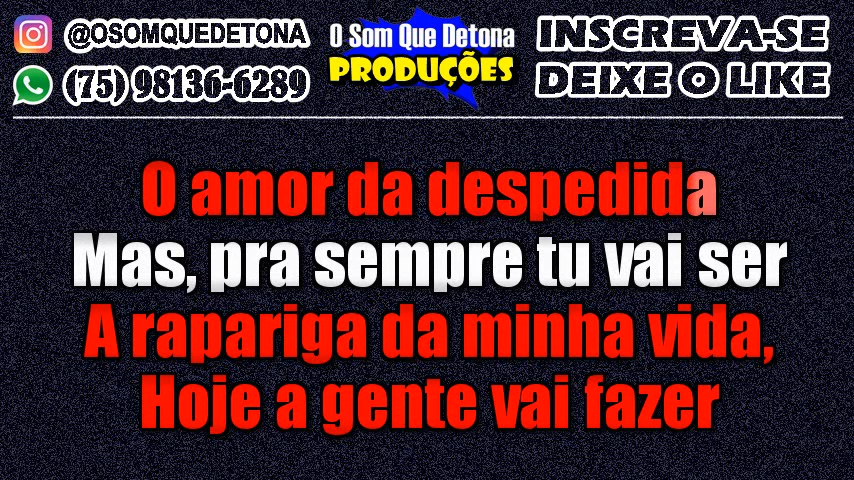 @OSOMQUEDETONA
(75) 98136-6289
O Som Que Detona
PRODUÇÕES
INSCREVA-SE
DEIXE O LIKE
O amor da despedida
Mas, pra sempre tu vai ser
A rapariga da minha vida,
Hoje a gente vai fazer